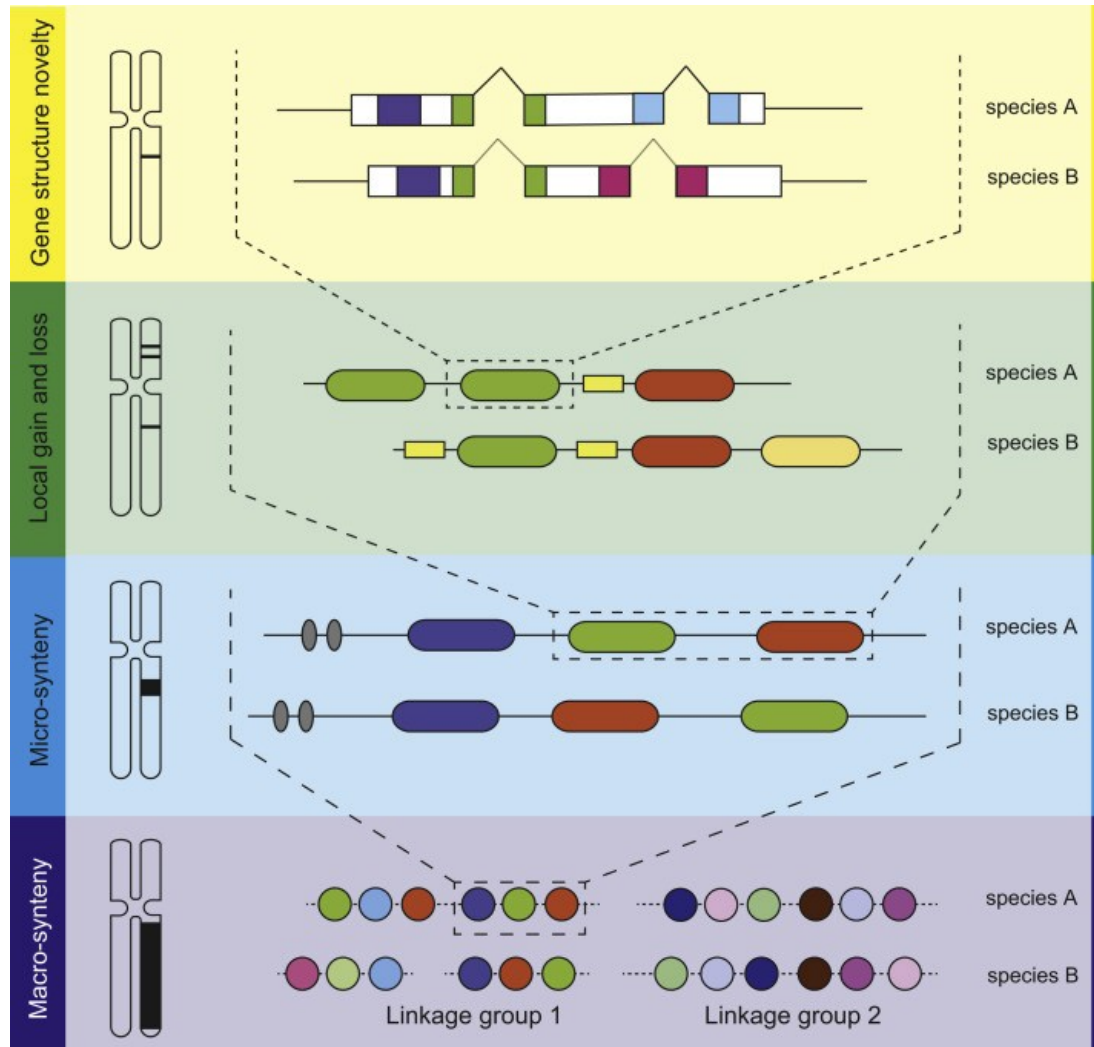 Gene structure novelty
species A
species B
Local gain and loss
species A
species B
Micro-synteny
species A
species B
Macro-synteny
species A
species B
Linkage group 1
Linkage group 2